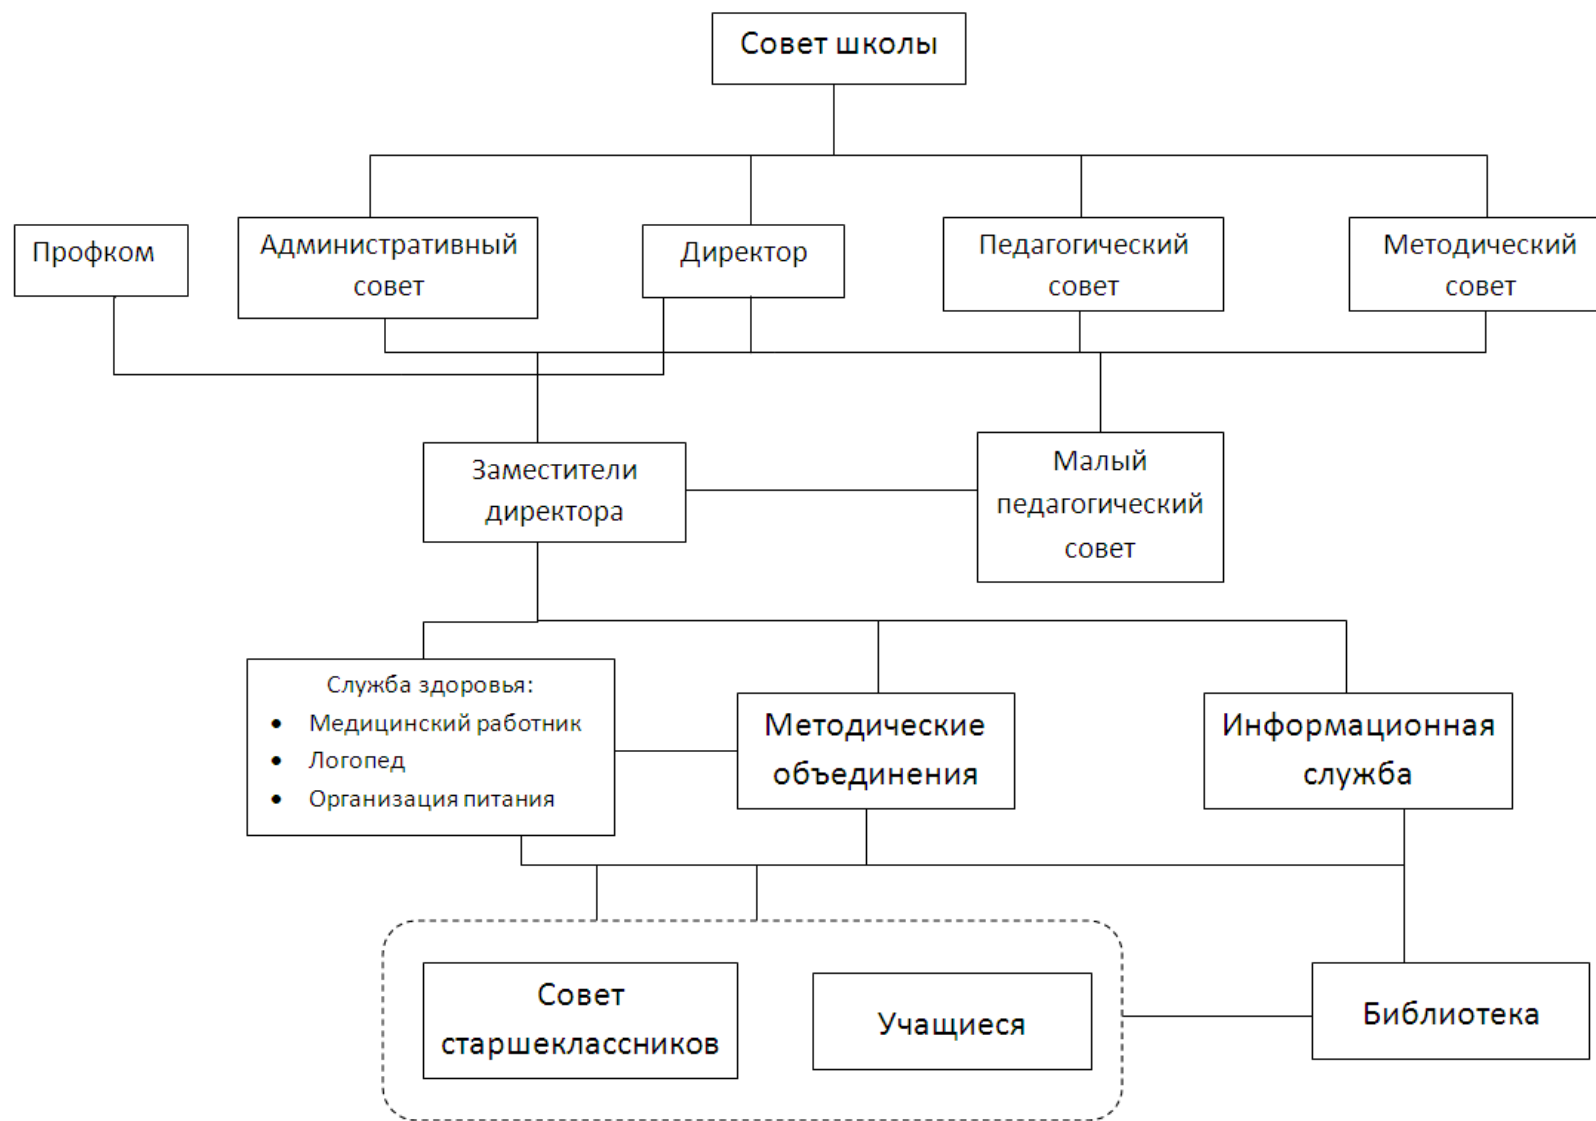 Совет школы
Профком
Административный
совет
Директор
Педагогический
совет
Методический
совет
Заместители
директора
Малый
педагогический
совет
Служба здоровья:
• Медицинский работник
• Логопед
• Организация питания
Методические
объединения
Информационная
служба
Совет
старшеклассников
Учащиеся
Библиотека